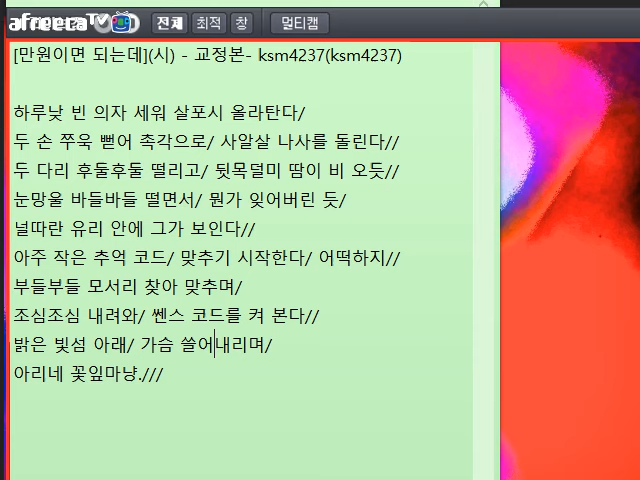 afreecaTV
전체 최적 창 멀티캠
[만원이면 되는데](시) - 교정본- ksm4237(ksm4237)
하루낮 빈 의자 세워 살포시 올라탄다/
두 손 쭈욱 뻗어 촉각으로/ 사알살 나사를 돌린다//
두 다리 후둘후둘 떨리고/ 뒷목덜미 땀이 비 오듯//
눈망울 바들바들 떨면서/ 뭔가 잊어버린 듯/
널따란 유리 안에 그가 보인다//
아주 작은 추억 코드/ 맞추기 시작한다/ 어떡하지//
부들부들 모서리 찾아 맞추며/
조심조심 내려와/ 쎈스 코드를 켜 본다//
밝은 빛섬 아래/ 가슴 쓸어내리며/
아리네 꽃잎마냥.///